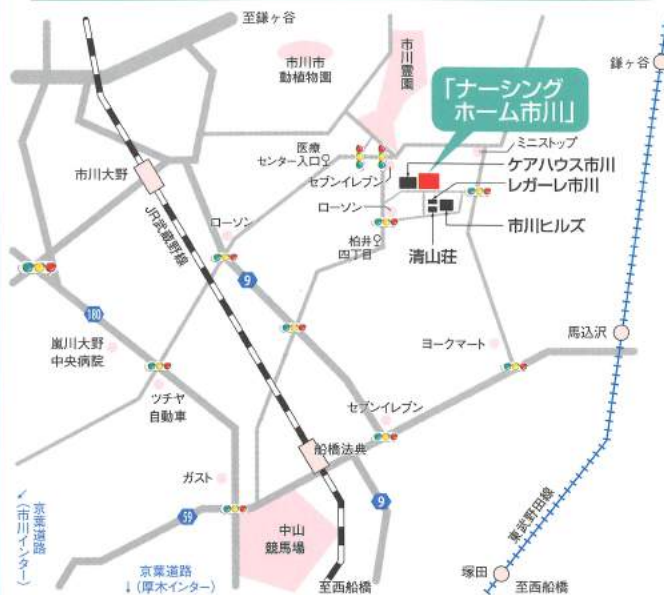 至鎌ヶ谷
市川市
動植物園
市川霊園
鎌ヶ谷
「ナーシング
ホーム市川」
医療
センター入口
ミニストップ
セブンイレブン
ケアハウス市川
レガーレ市川
市川大野
ローソン
ローソン
市川ヒルズ
柏井
四丁目
清山荘
JR武蔵野線
9
180
嵐川大野
中央病院
馬込沢
ヨークマート
ツチヤ
自動車
セブンイレブン
船橋法典
ガスト
9
59
京葉道路
↙(市川インター)
中山
競馬場
東武野田線
京葉道路
↓(厚木インター)
至西船橋
塚田
至西船橋